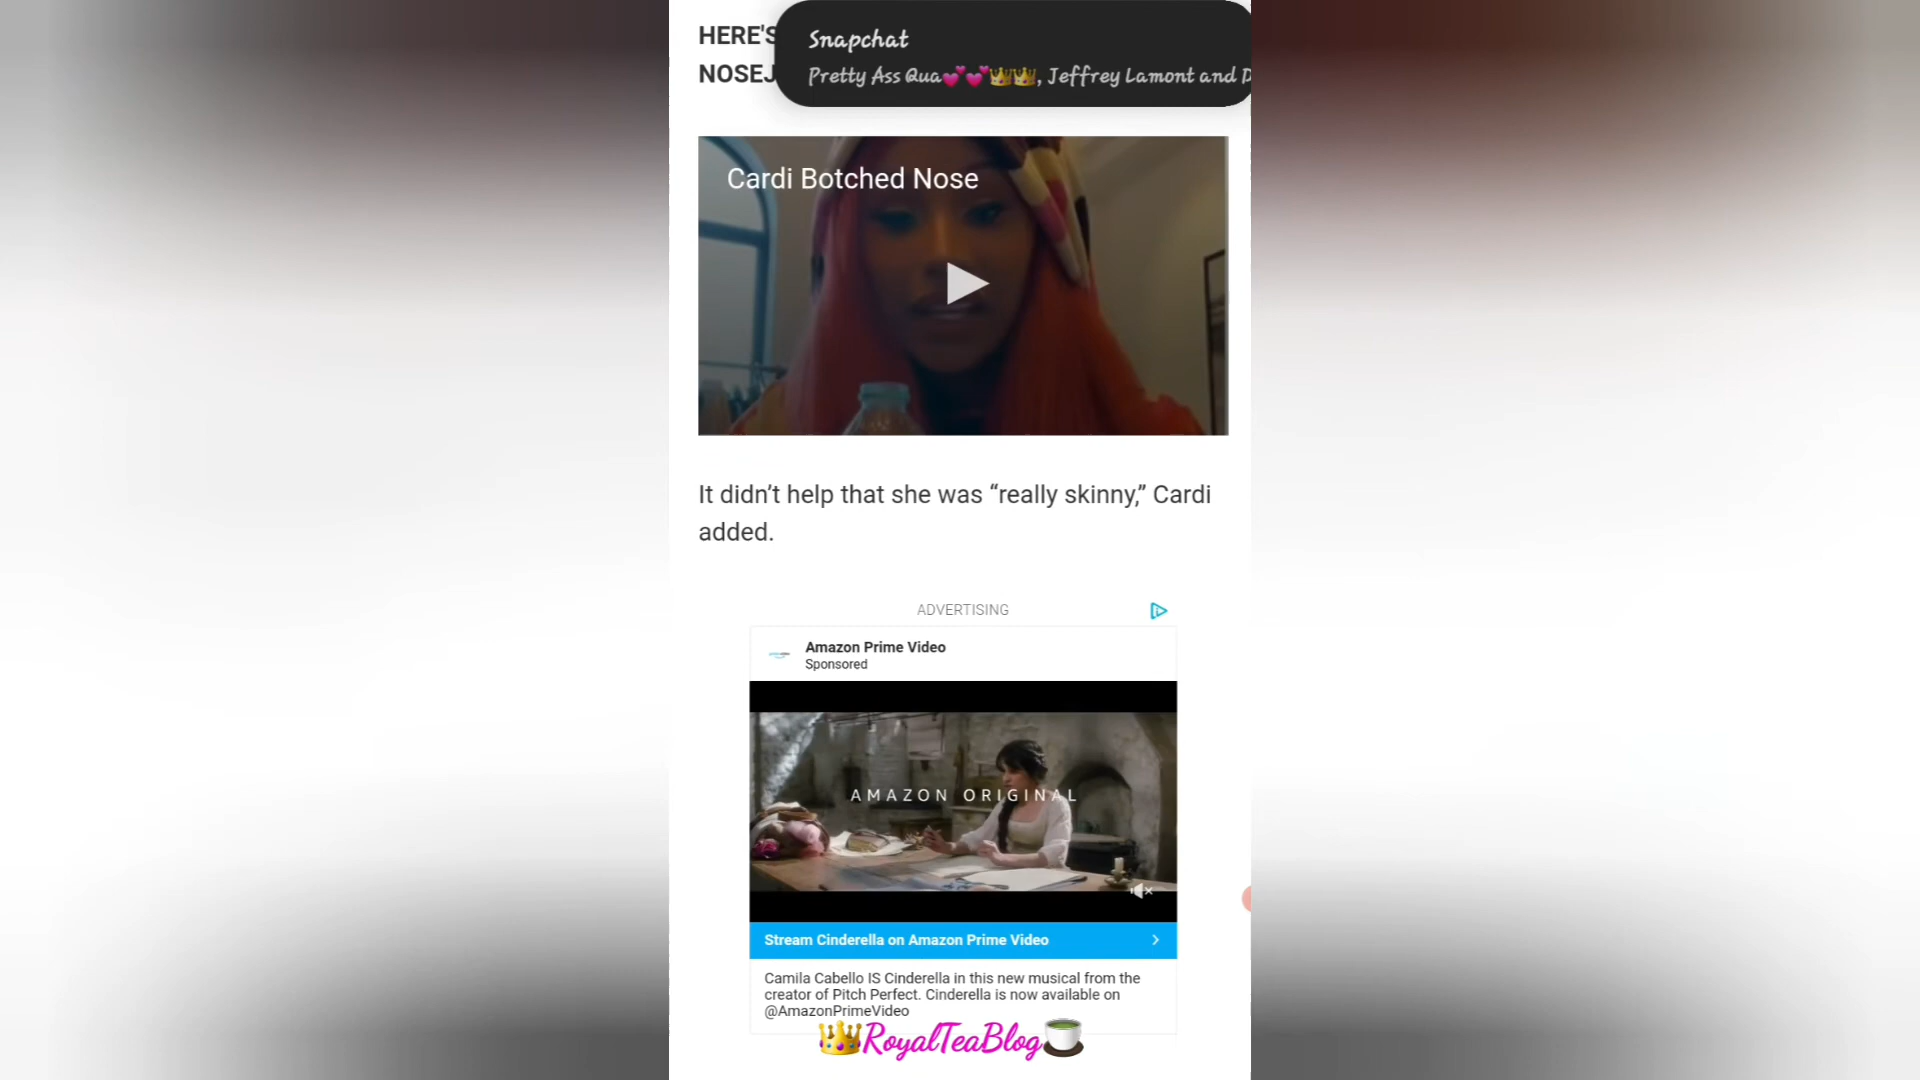 HERE'S
NOSEJ
Snapchat
Pretty Ass Qua💕💕👑👑, Jeffrey Lamont and D
Cardi Botched Nose
It didn’t help that she was “really skinny,” Cardi
added.
ADVERTISING
Amazon Prime Video
Sponsored
AMAZON ORIGINAL
Stream Cinderella on Amazon Prime Video
Camila Cabello IS Cinderella in this new musical from the
creator of Pitch Perfect. Cinderella is now available on
@AmazonPrimeVideo
👑RoyalTeaBlog🍵